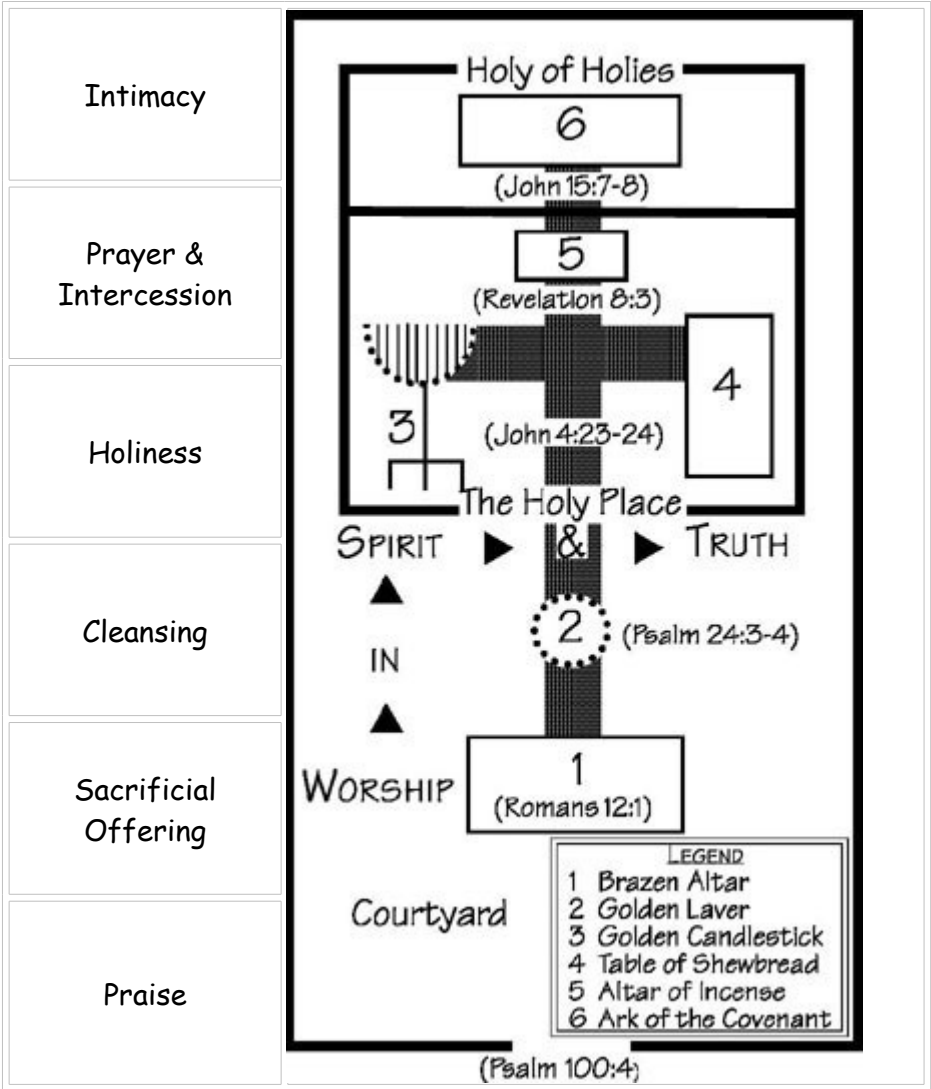 Intimacy
Prayer &
Intercession
Holiness
Cleansing
Sacrificial
Offering
Praise
Holy of Holies
6
(John 15:7-8)
5
(Revelation 8:3)
4
3
(John 4:23-24)
The Holy Place
SPIRIT & TRUTH
2
(Psalm 24:3-4)
IN
WORSHIP
1
(Romans 12:1)
Courtyard
LEGEND
1 Brazen Altar
2 Golden Laver
3 Golden Candlestick
4 Table of Shewbread
5 Altar of Incense
6 Ark of the Covenant
(Psalm 100:4)